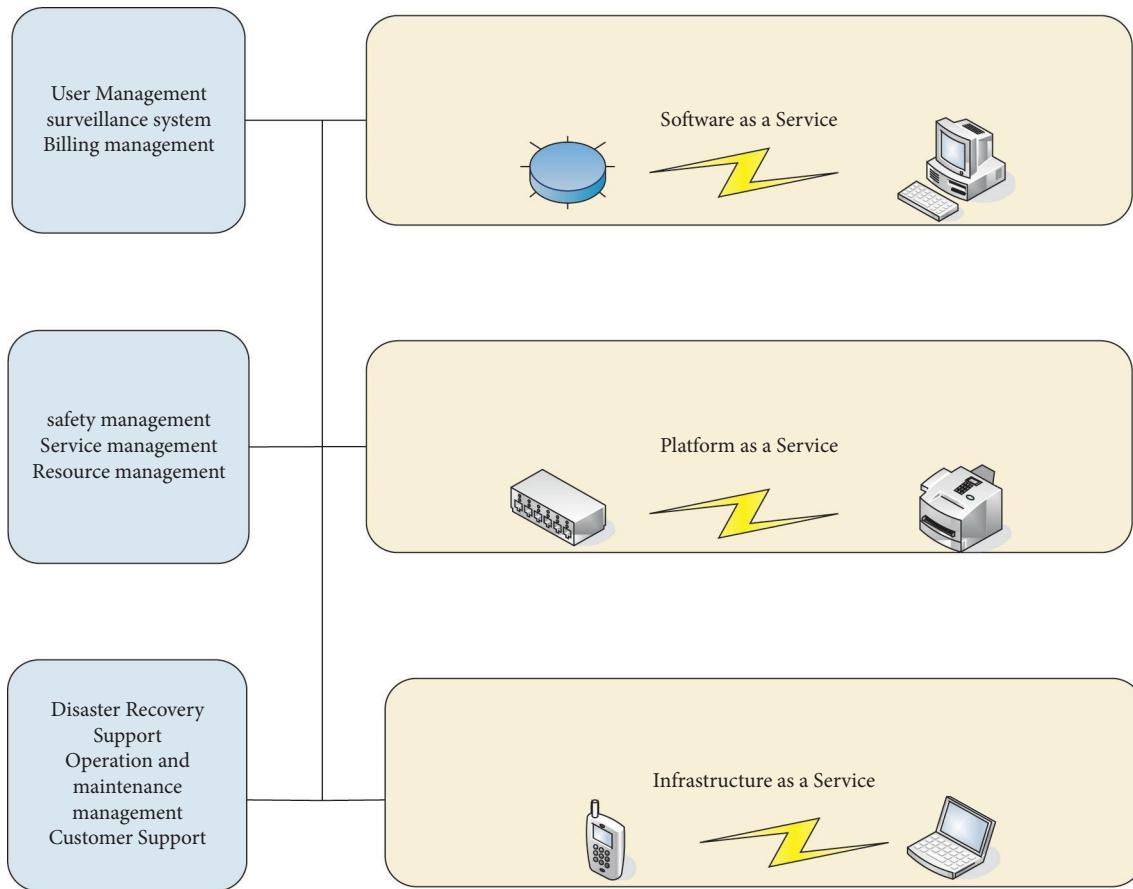 User Management
surveillance system
Billing management
Software as a Service
safety management
Service management
Resource management
Platform as a Service
Disaster Recovery
Support
Operation and
maintenance
management
Customer Support
Infrastructure as a Service